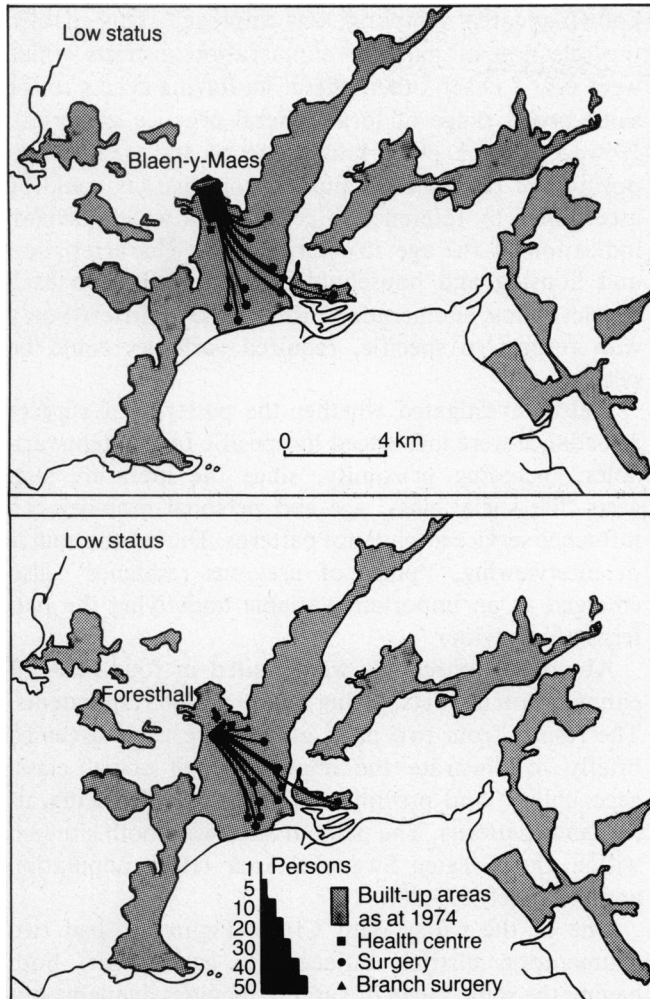 Low status
Blaen-y-Maes
0 4 km
Low status
Foresthall
Persons
1
5
10
20
30
40
50
Built-up areas
as at 1974
Health centre
Surgery
Branch surgery